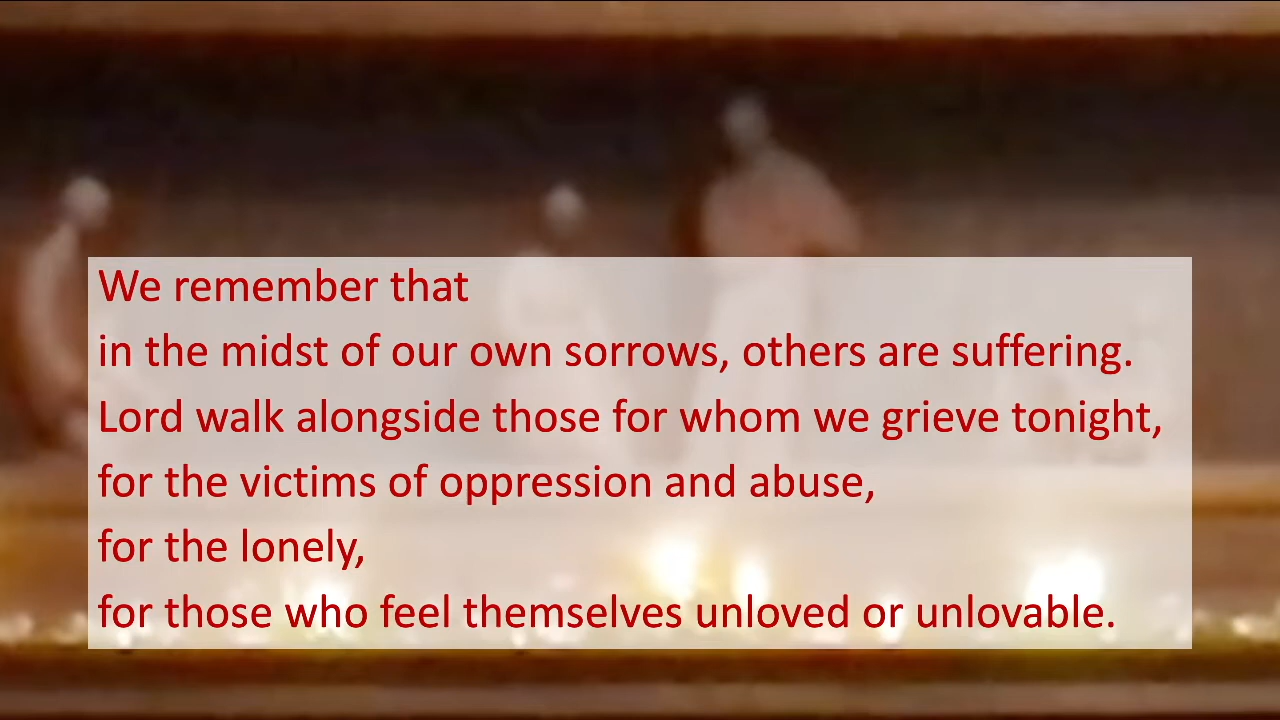 We remember that
in the midst of our own sorrows, others are suffering.
Lord walk alongside those for whom we grieve tonight,
for the victims of oppression and abuse,
for the lonely,
for those who feel themselves unloved or unlovable.